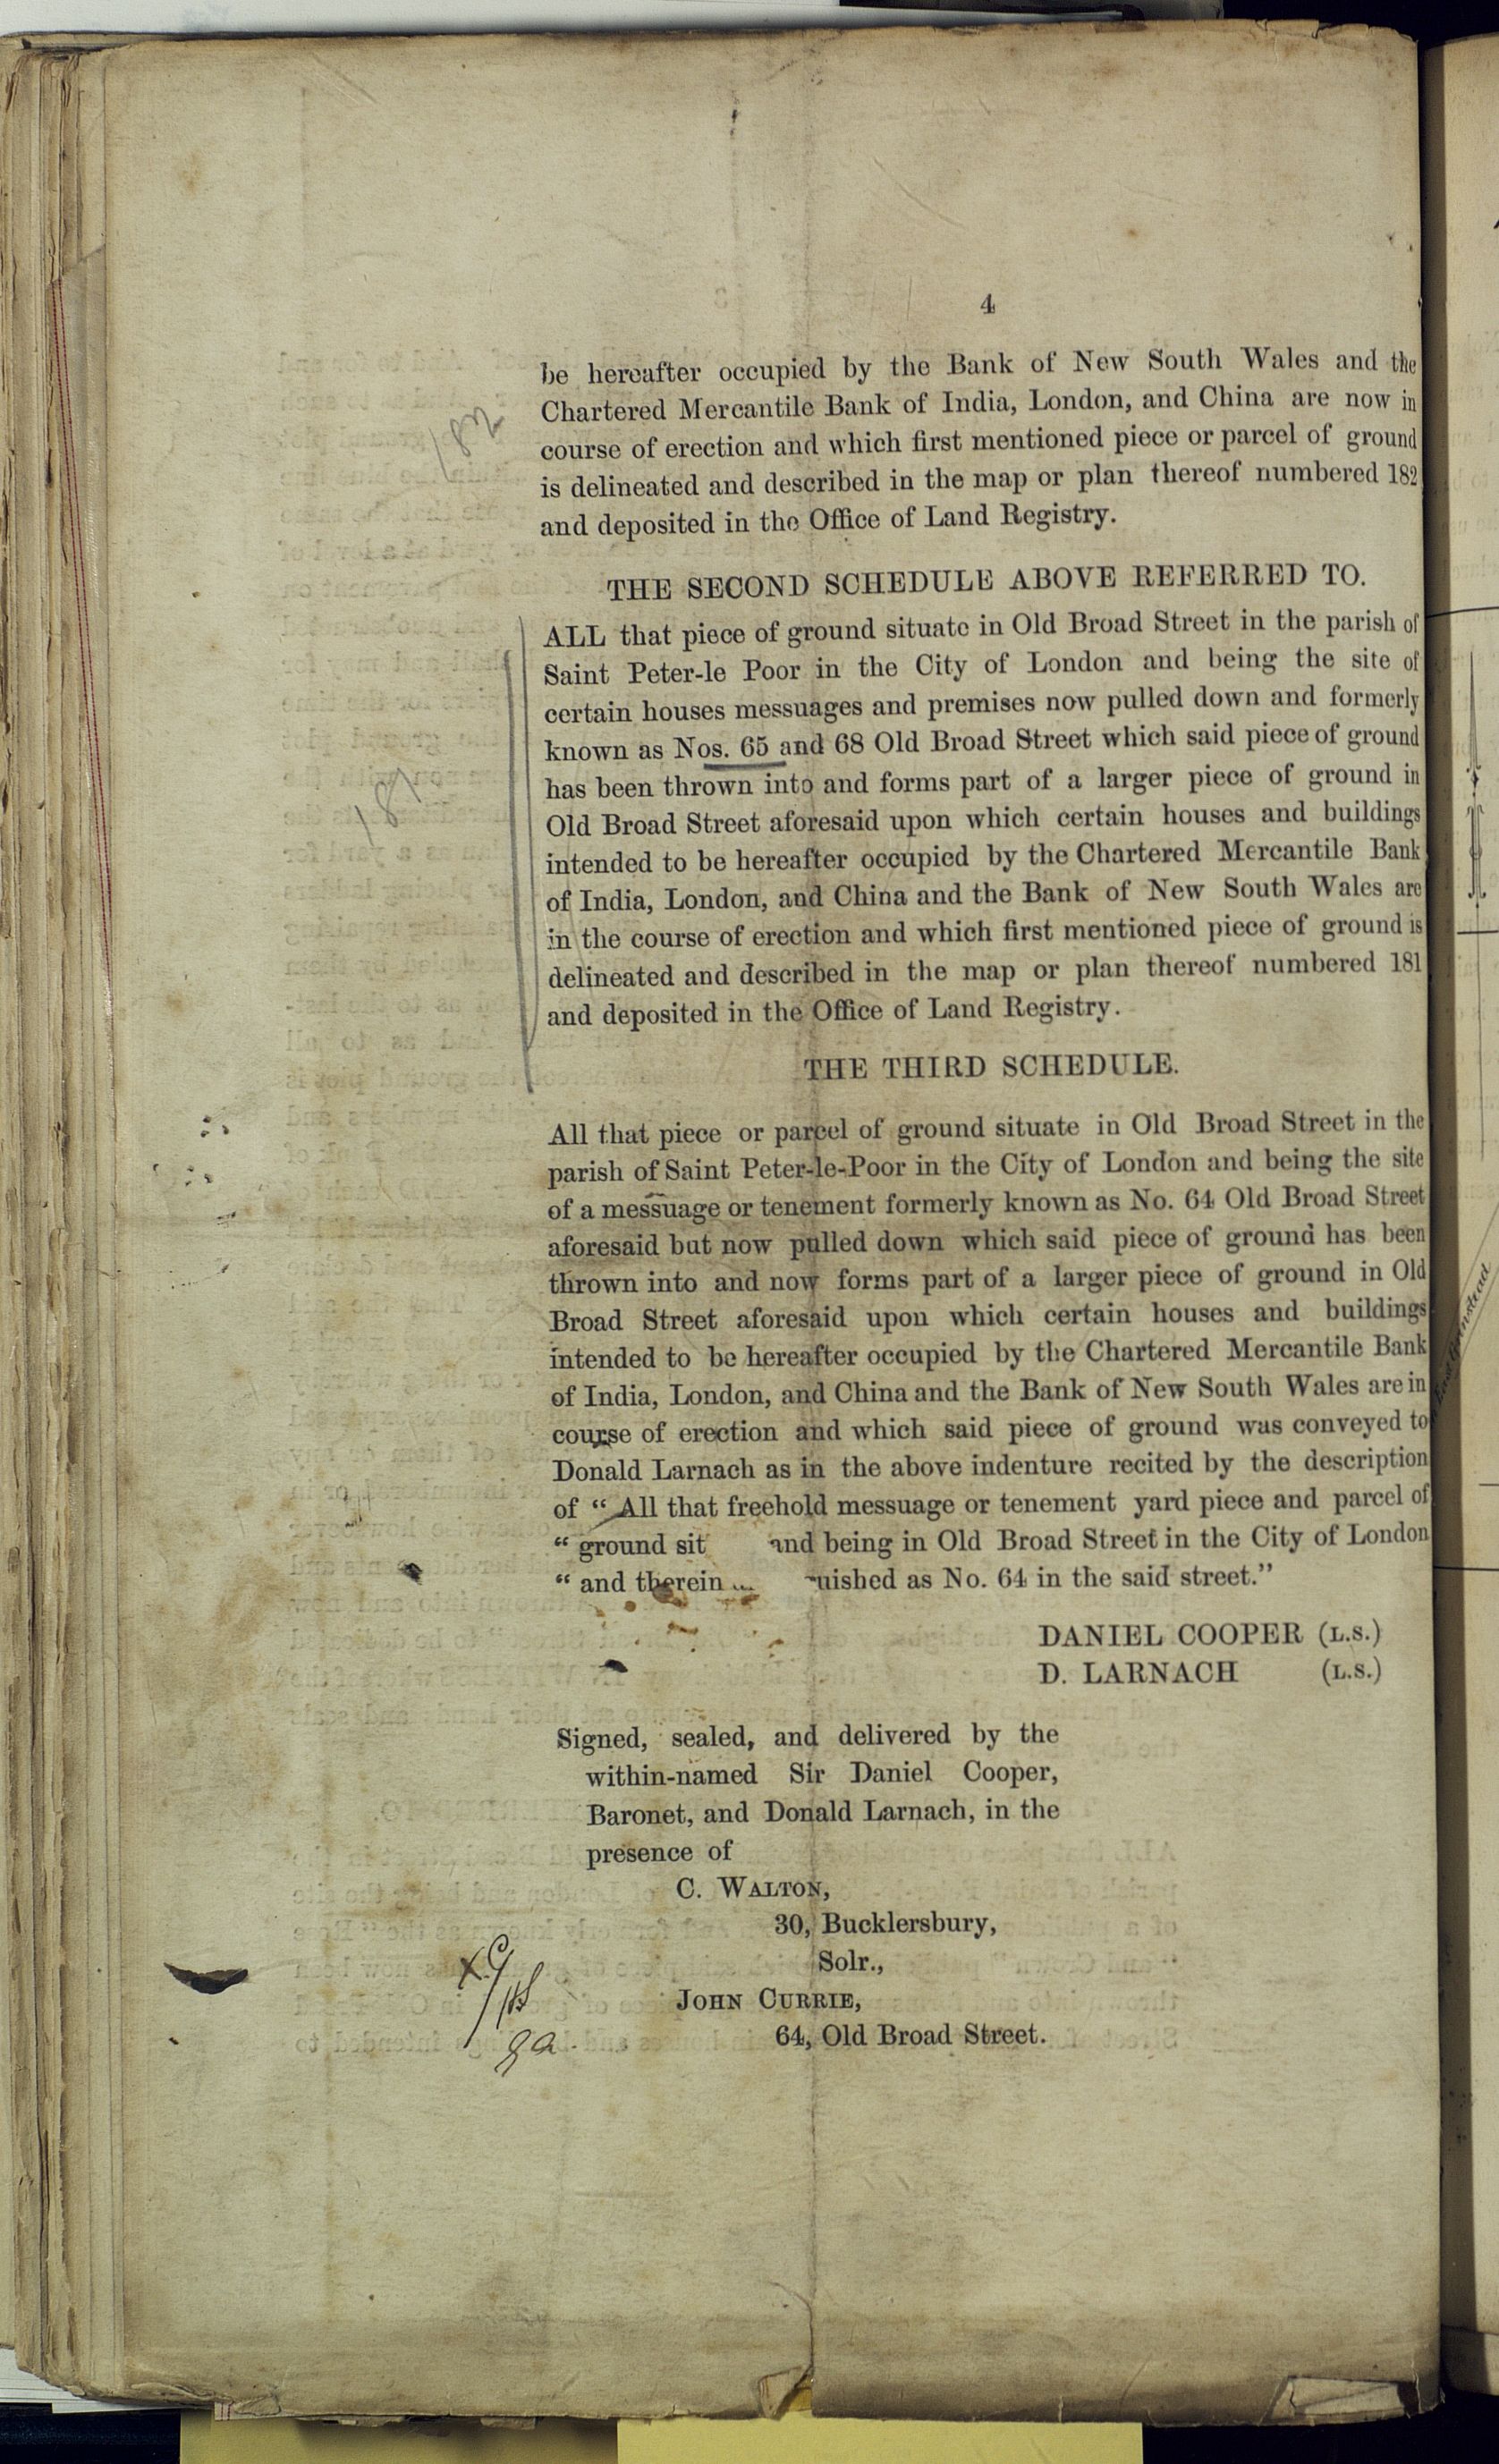 4
be hereafter occupied by the Bank of New South Wales and the
182
Chartered Mercantile Bank of India, London, and China are now in
course of erection and which first mentioned piece or parcel of ground
is delineated and described in the map or plan thereof numbered 182
and deposited in the Office of Land Registry.
THE SECOND SCHEDULE ABOVE REFERRED TO.
ALL that piece of ground situate in Old Broad Street in the parish of
Saint Peter-le Poor in the City of London and being the site of
certain houses messuages and premises now pulled down and formerly
known as Nos. 65 and 68 Old Broad Street which said piece of ground
has been thrown into and forms part of a larger piece of ground in
181
Old Broad Street aforesaid upon which certain houses and buildings
intended to be hereafter occupied by the Chartered Mercantile Bank
of India, London, and China and the Bank of New South Wales are
in the course of erection and which first mentioned piece of ground is
delineated and described in the map or plan thereof numbered 181
and deposited in the Office of Land Registry.
THE THIRD SCHEDULE.
All that piece or parcel of ground situate in Old Broad Street in the
parish of Saint Peter-le-Poor in the City of London and being the site
of a messuage or tenement formerly known as No. 64 Old Broad Street
aforesaid but now pulled down which said piece of ground has been
thrown into and now forms part of a larger piece of ground in Old
Broad Street aforesaid upon which certain houses and buildings
intended to be hereafter occupied by the Chartered Mercantile Bank
of India, London, and China and the Bank of New South Wales are in
course of erection and which said piece of ground was conveyed to
Donald Larnach as in the above indenture recited by the description
of “ All that freehold messuage or tenement yard piece and parcel of
“ ground sit and being in Old Broad Street in the City of London
“ and therein uished as No. 64 in the said street.”
DANIEL COOPER (L.S.)
D. LARNACH (L.S.)
Signed, sealed, and delivered by the
within-named Sir Daniel Cooper,
Baronet, and Donald Larnach, in the
presence of
C. WALTON,
30, Bucklersbury,
Solr.,
JOHN CURRIE,
64, Old Broad Street.